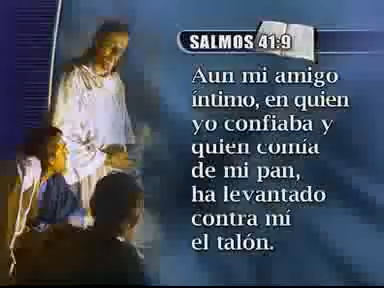 SALMOS 41:9
Aun mi amigo
íntimo, en quien
yo confiaba y
quien comía
de mi pan,
ha levantado
contra mí
el talón.